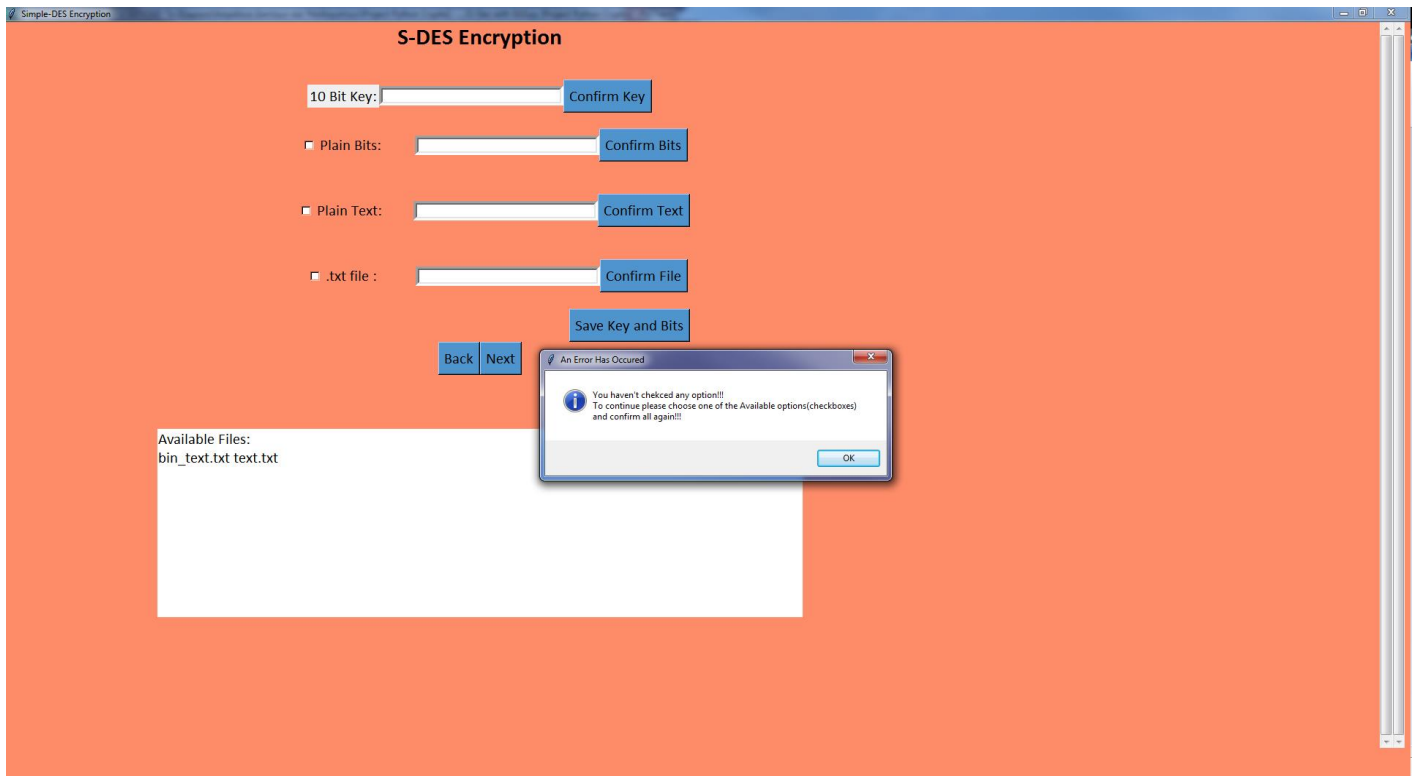 Simple-DES Encryption
S-DES Encryption
10 Bit Key:
Confirm Key
Plain Bits:
Confirm Bits
Plain Text:
Confirm Text
.txt file :
Confirm File
Save Key and Bits
Back
Next
An Error Has Occured
You haven't chekced any option!!!
To continue please choose one of the Available options(checkboxes)
and confirm all again!!!
OK
Available Files:
bin_text.txt text.txt